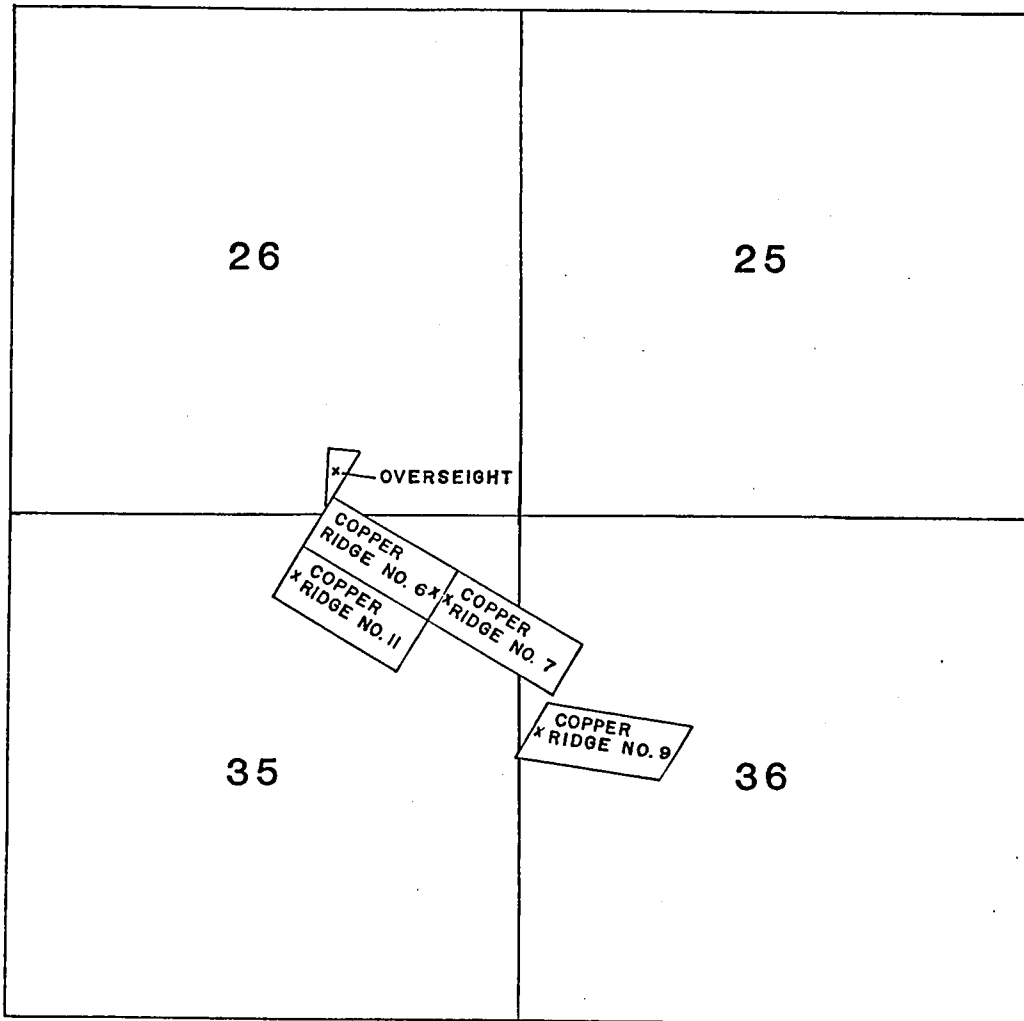 26
25
OVERSEIGHT
COPPER
RIDGE NO. 6
COPPER
RIDGE NO. 11
COPPER
RIDGE NO. 7
COPPER
RIDGE NO. 9
35
36